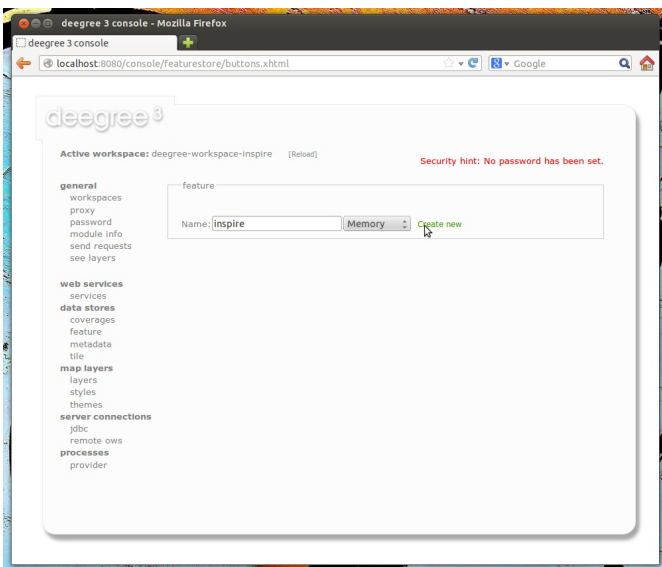 deegree 3 console - Mozilla Firefox
deegree 3 console
localhost:8080/console/featurestore/buttons.xhtml
Google
deegree 3
Active workspace: deegree-workspace-inspire [Reload]
Security hint: No password has been set.
general
workspaces
proxy
password
module info
send requests
see layers
web services
services
data stores
coverages
feature
metadata
tile
map layers
layers
styles
themes
server connections
jdbc
remote ows
processes
provider
feature
Name: inspire Memory Create new